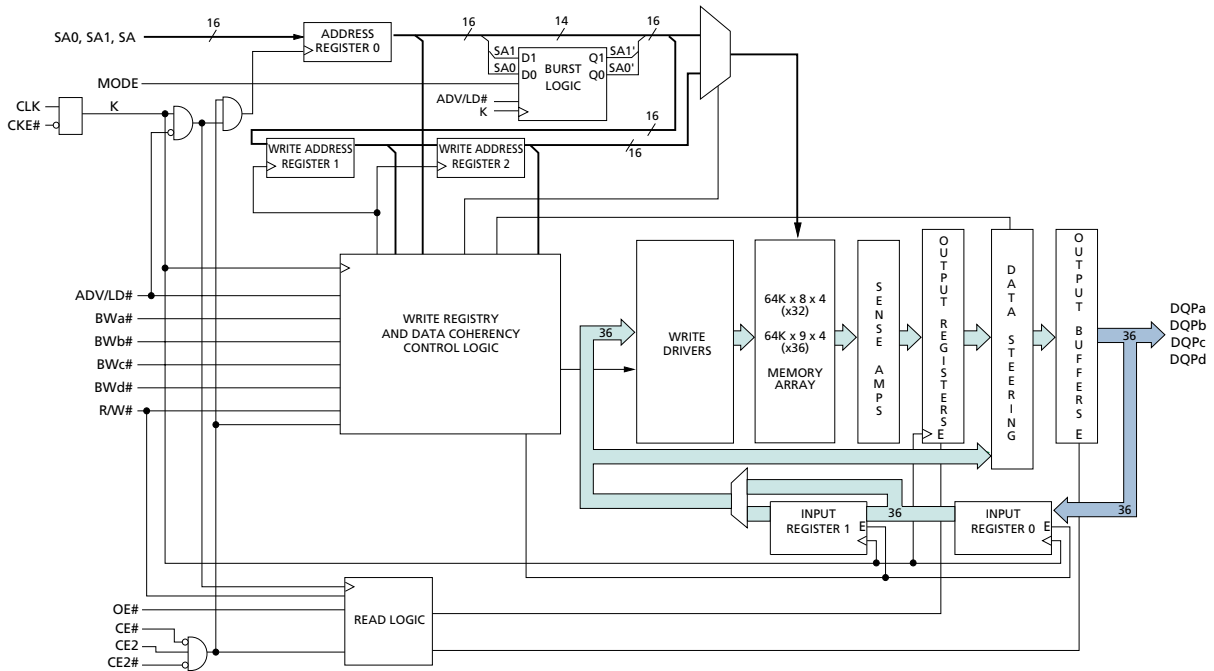 16
SA0, SA1, SA
ADDRESS
REGISTER 0
16
14
16
SA1
SA0
D1
D0
BURST
LOGIC
Q1
Q0
SA1'
SA0'
MODE
ADV/LD#
K
CLK
CKE#
K
16
16
WRITE ADDRESS
REGISTER 1
WRITE ADDRESS
REGISTER 2
ADV/LD#
BWa#
BWb#
BWc#
BWd#
R/W#
WRITE REGISTRY
AND DATA COHERENCY
CONTROL LOGIC
36
WRITE
DRIVERS
64K x 8 x 4
(x32)
64K x 9 x 4
(x36)
MEMORY
ARRAY
SENSE AMPS
OUTPUT REGISTERS
E
DATA STEERING
OUTPUT BUFFERS
E
36
DQPa
DQPb
DQPc
DQPd
36
INPUT
REGISTER 1
E
36
INPUT
REGISTER 0
E
OE#
CE#
CE2
CE2#
READ LOGIC